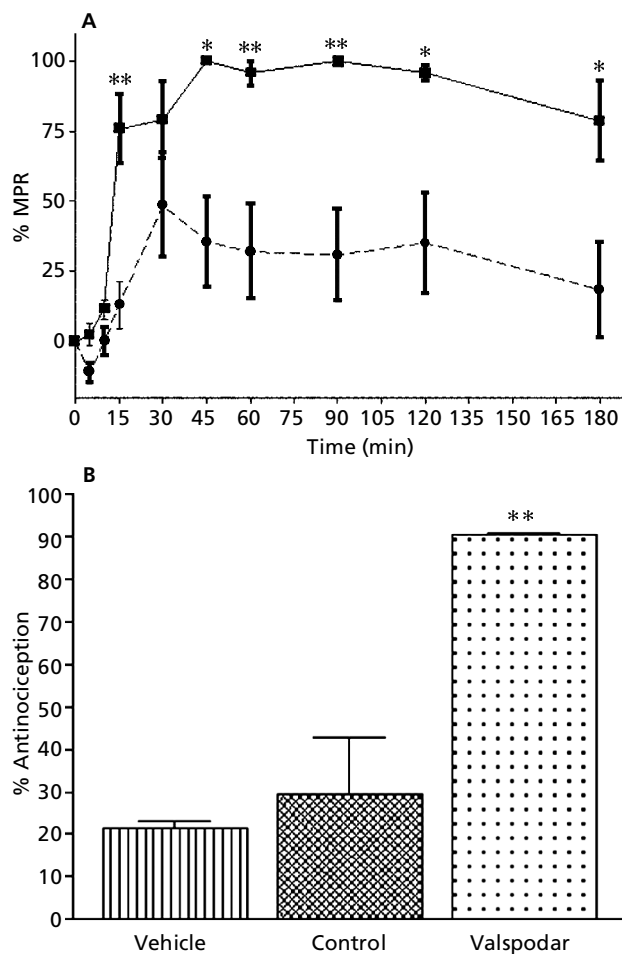 A
** * ** ** * *
100
75
50
25
0
% MPR
0 15 30 45 60 75 90 105 120 135 150 165 180
Time (min)
B
100
90
80
70
60
50
40
30
20
10
0
% Antinociception
**
Vehicle Control Valspodar